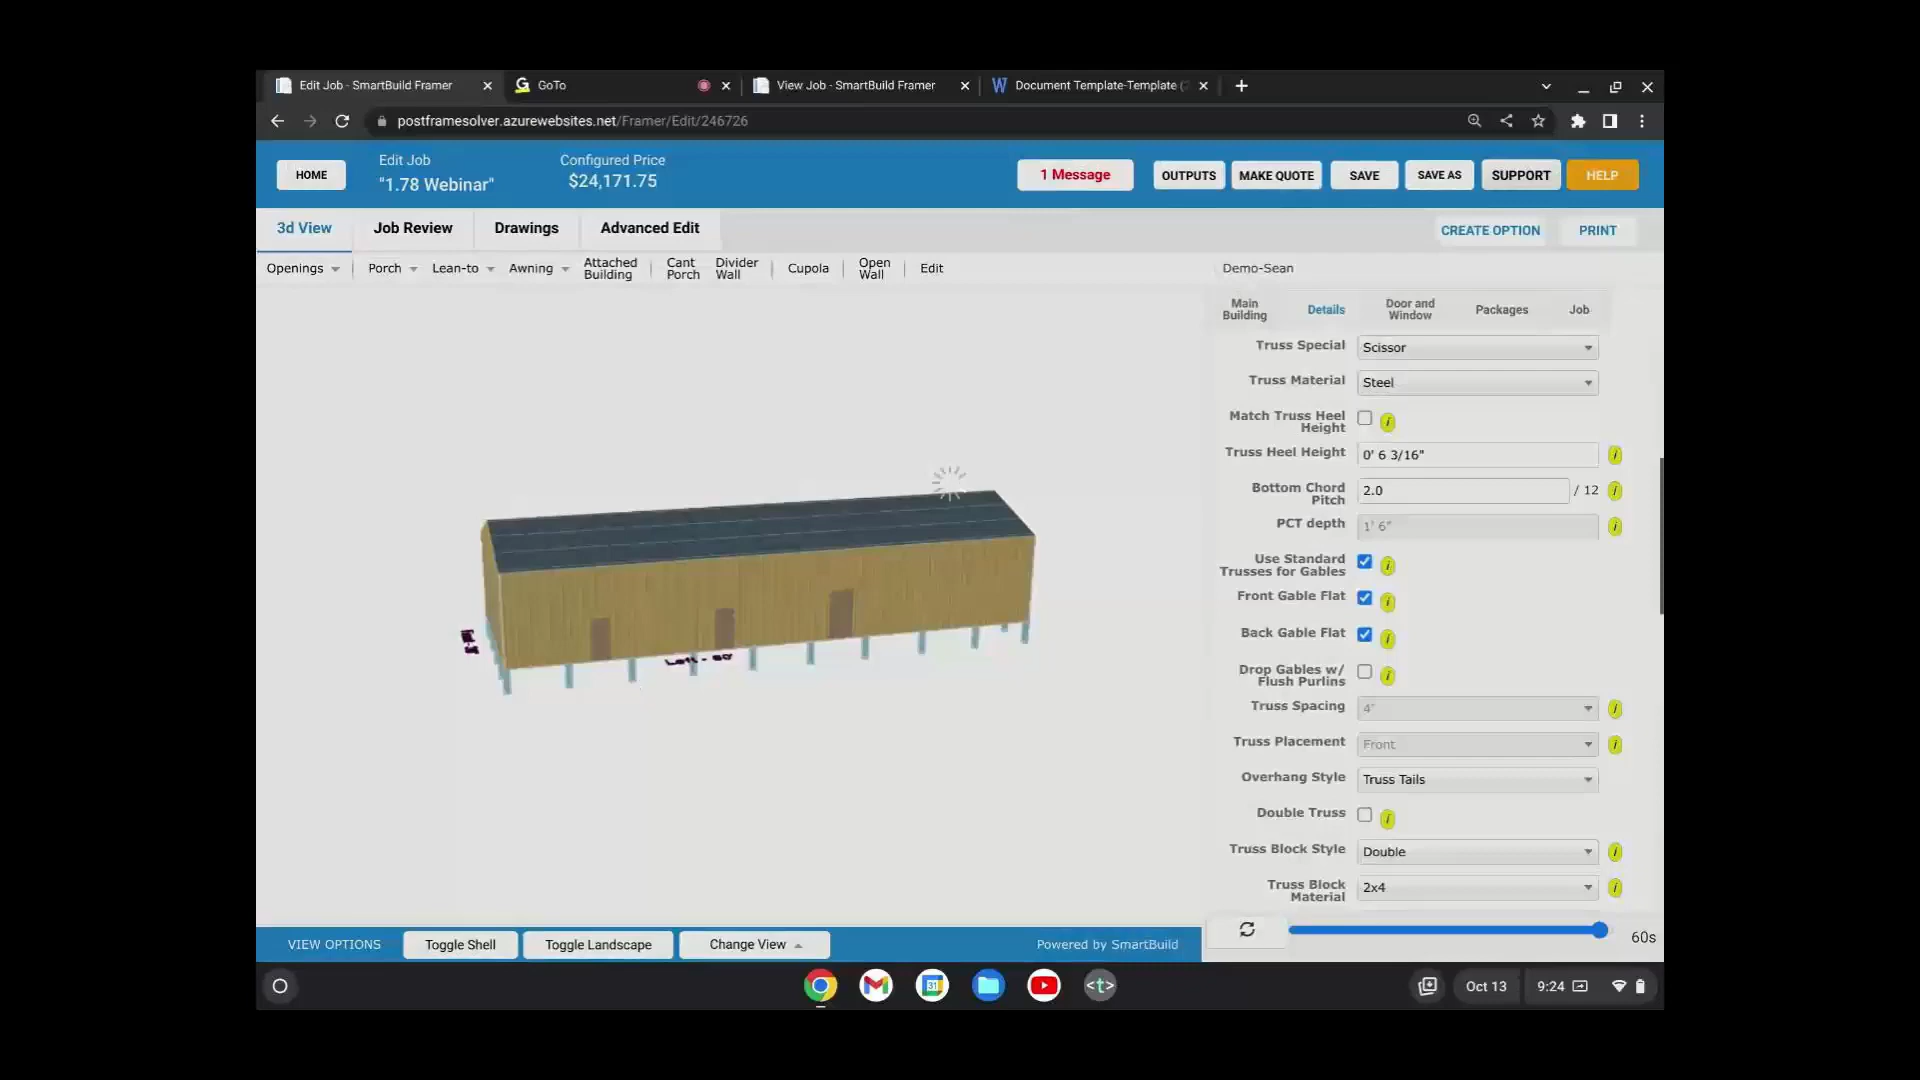 Edit Job - SmartBuild Framer
GoTo
View Job - SmartBuild Framer
W Document Template-Template (
postframesolver.azurewebsites.net/Framer/Edit/246726
HOME
Edit Job
"1.78 Webinar"
Configured Price
$24,171.75
1 Message
OUTPUTS
MAKE QUOTE
SAVE
SAVE AS
SUPPORT
HELP
3d View
Job Review
Drawings
Advanced Edit
CREATE OPTION
PRINT
Openings
Porch
Lean-to
Awning
Attached
Building
Cant
Porch
Divider
Wall
Cupola
Open
Wall
Edit
Demo-Sean
Main
Building
Details
Door and
Window
Packages
Job
Truss Special
Scissor
Truss Material
Steel
Match Truss Heel
Height
i
Truss Heel Height
0' 6 3/16"
i
Bottom Chord
Pitch
2.0
/ 12
i
PCT depth
1' 6"
i
Use Standard
Trusses for Gables
i
Front Gable Flat
i
Back Gable Flat
i
Drop Gables w/
Flush Purlins
i
Truss Spacing
4'
i
Truss Placement
Front
i
Overhang Style
Truss Tails
Double Truss
i
Truss Block Style
Double
i
Truss Block
Material
2x4
i
Left - 80'
60s
VIEW OPTIONS
Toggle Shell
Toggle Landscape
Change View
Powered by SmartBuild
31
<t>
Oct 13
9:24